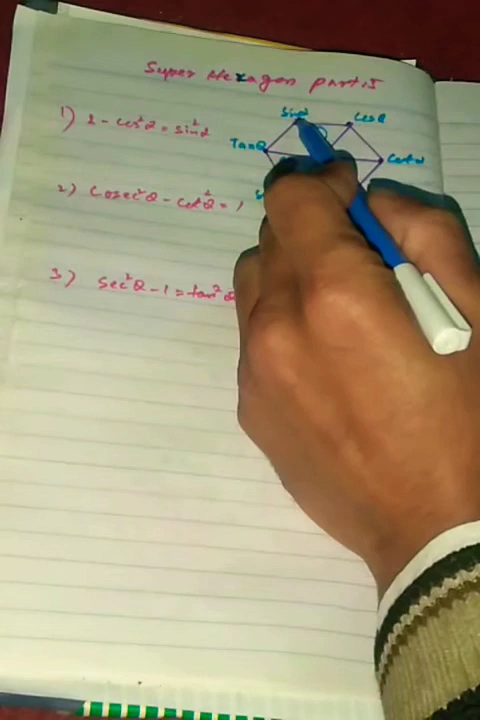 Super Hexagon part:5
Sinθ
Cosθ
1) 1 - cos²θ = sin²θ
Tanθ
Cotθ
2) Cosec²θ - cot²θ = 1
3) sec²θ - 1 = tan²θ